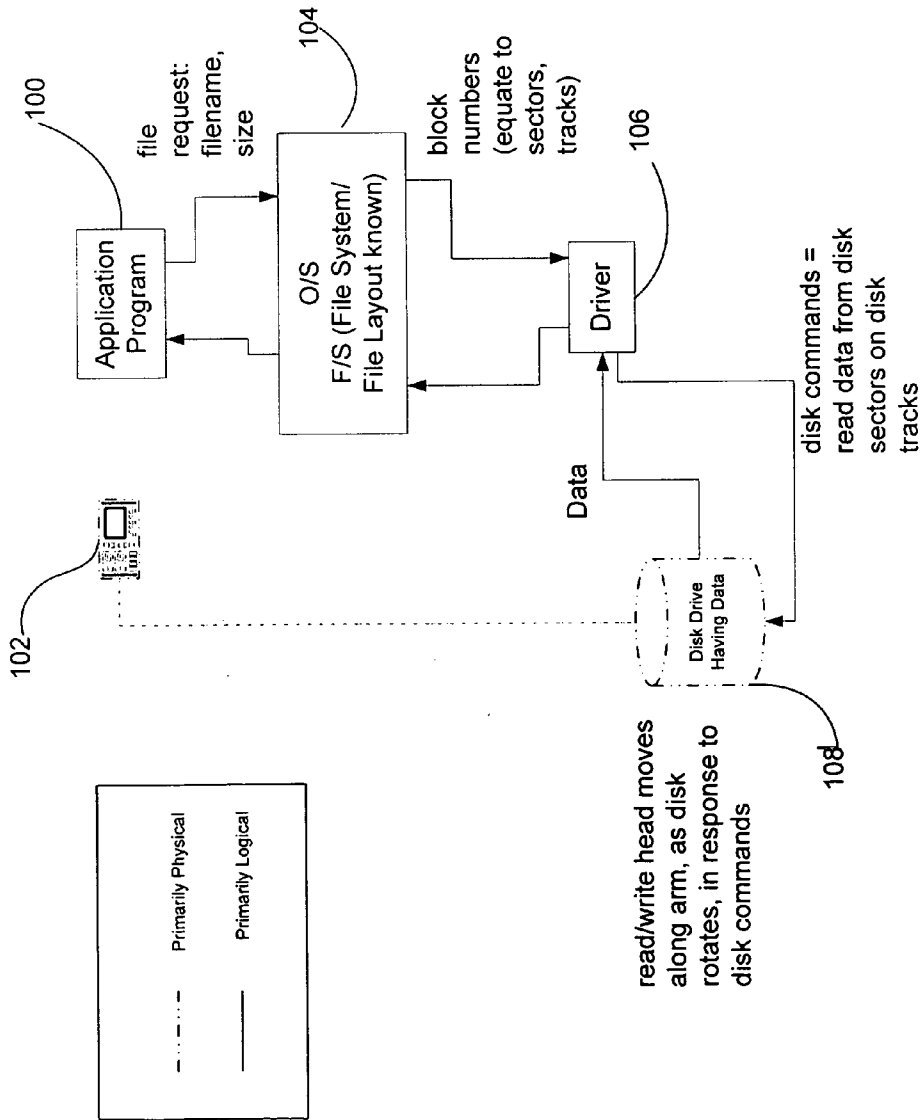 102
100
Application
Program
file
request:
filename,
size
104
O/S
F/S (File System/
File Layout known)
block
numbers
(equate to
sectors,
tracks)
106
Driver
Data
disk commands =
read data from disk
sectors on disk
tracks
Disk Drive
Having Data
108
read/write head moves
along arm, as disk
rotates, in response to
disk commands
Primarily Physical
Primarily Logical